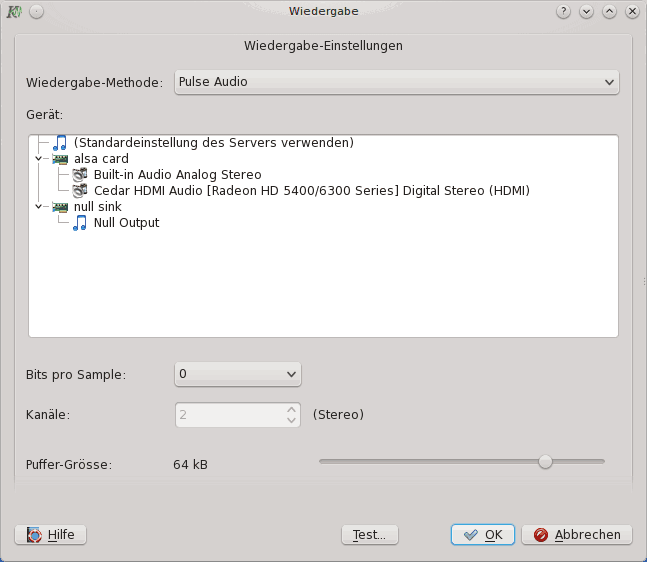 Wiedergabe
Wiedergabe-Einstellungen
Wiedergabe-Methode: Pulse Audio
Gerät:
(Standardeinstellung des Servers verwenden)
alsa card
Built-in Audio Analog Stereo
Cedar HDMI Audio [Radeon HD 5400/6300 Series] Digital Stereo (HDMI)
null sink
Null Output
Bits pro Sample: 0
Kanäle: 2 (Stereo)
Puffer-Grösse: 64 kB
Hilfe Test... OK Abbrechen